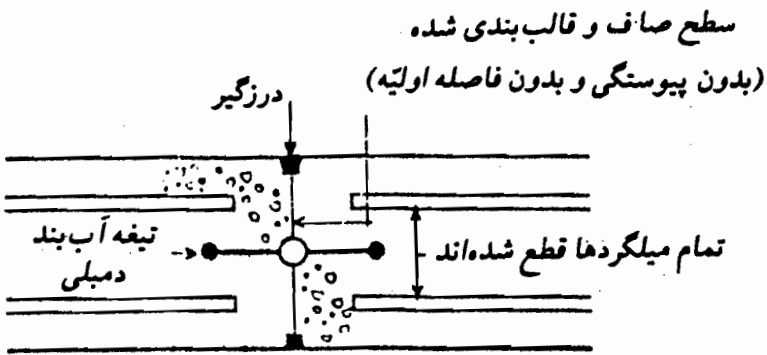 سطح صاف و قالب‌بندی شده
(بدون پیوستگی و بدون فاصله اولیّه)
درزگیر
تیغه آب‌بند
دمبلی
تمام میلگردها قطع شده‌اند